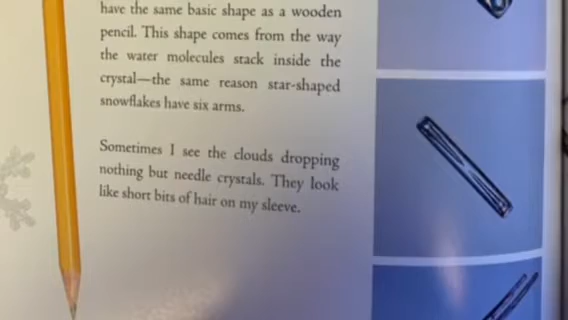 have the same basic shape as a wooden
pencil. This shape comes from the way
the water molecules stack inside the
crystal—the same reason star-shaped
snowflakes have six arms.
Sometimes I see the clouds dropping
nothing but needle crystals. They look
like short bits of hair on my sleeve.